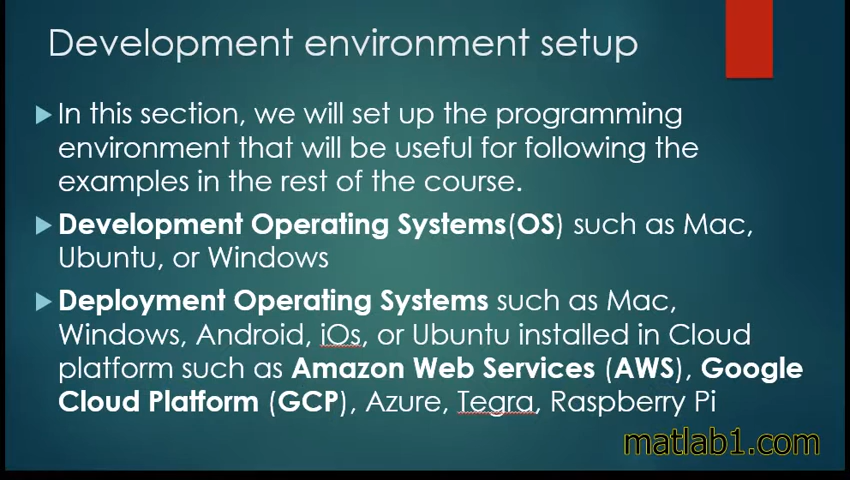 Development environment setup
In this section, we will set up the programming
environment that will be useful for following the
examples in the rest of the course.
Development Operating Systems(OS) such as Mac,
Ubuntu, or Windows
Deployment Operating Systems such as Mac,
Windows, Android, iOs, or Ubuntu installed in Cloud
platform such as Amazon Web Services (AWS), Google
Cloud Platform (GCP), Azure, Tegra, Raspberry Pi
matlab1.com